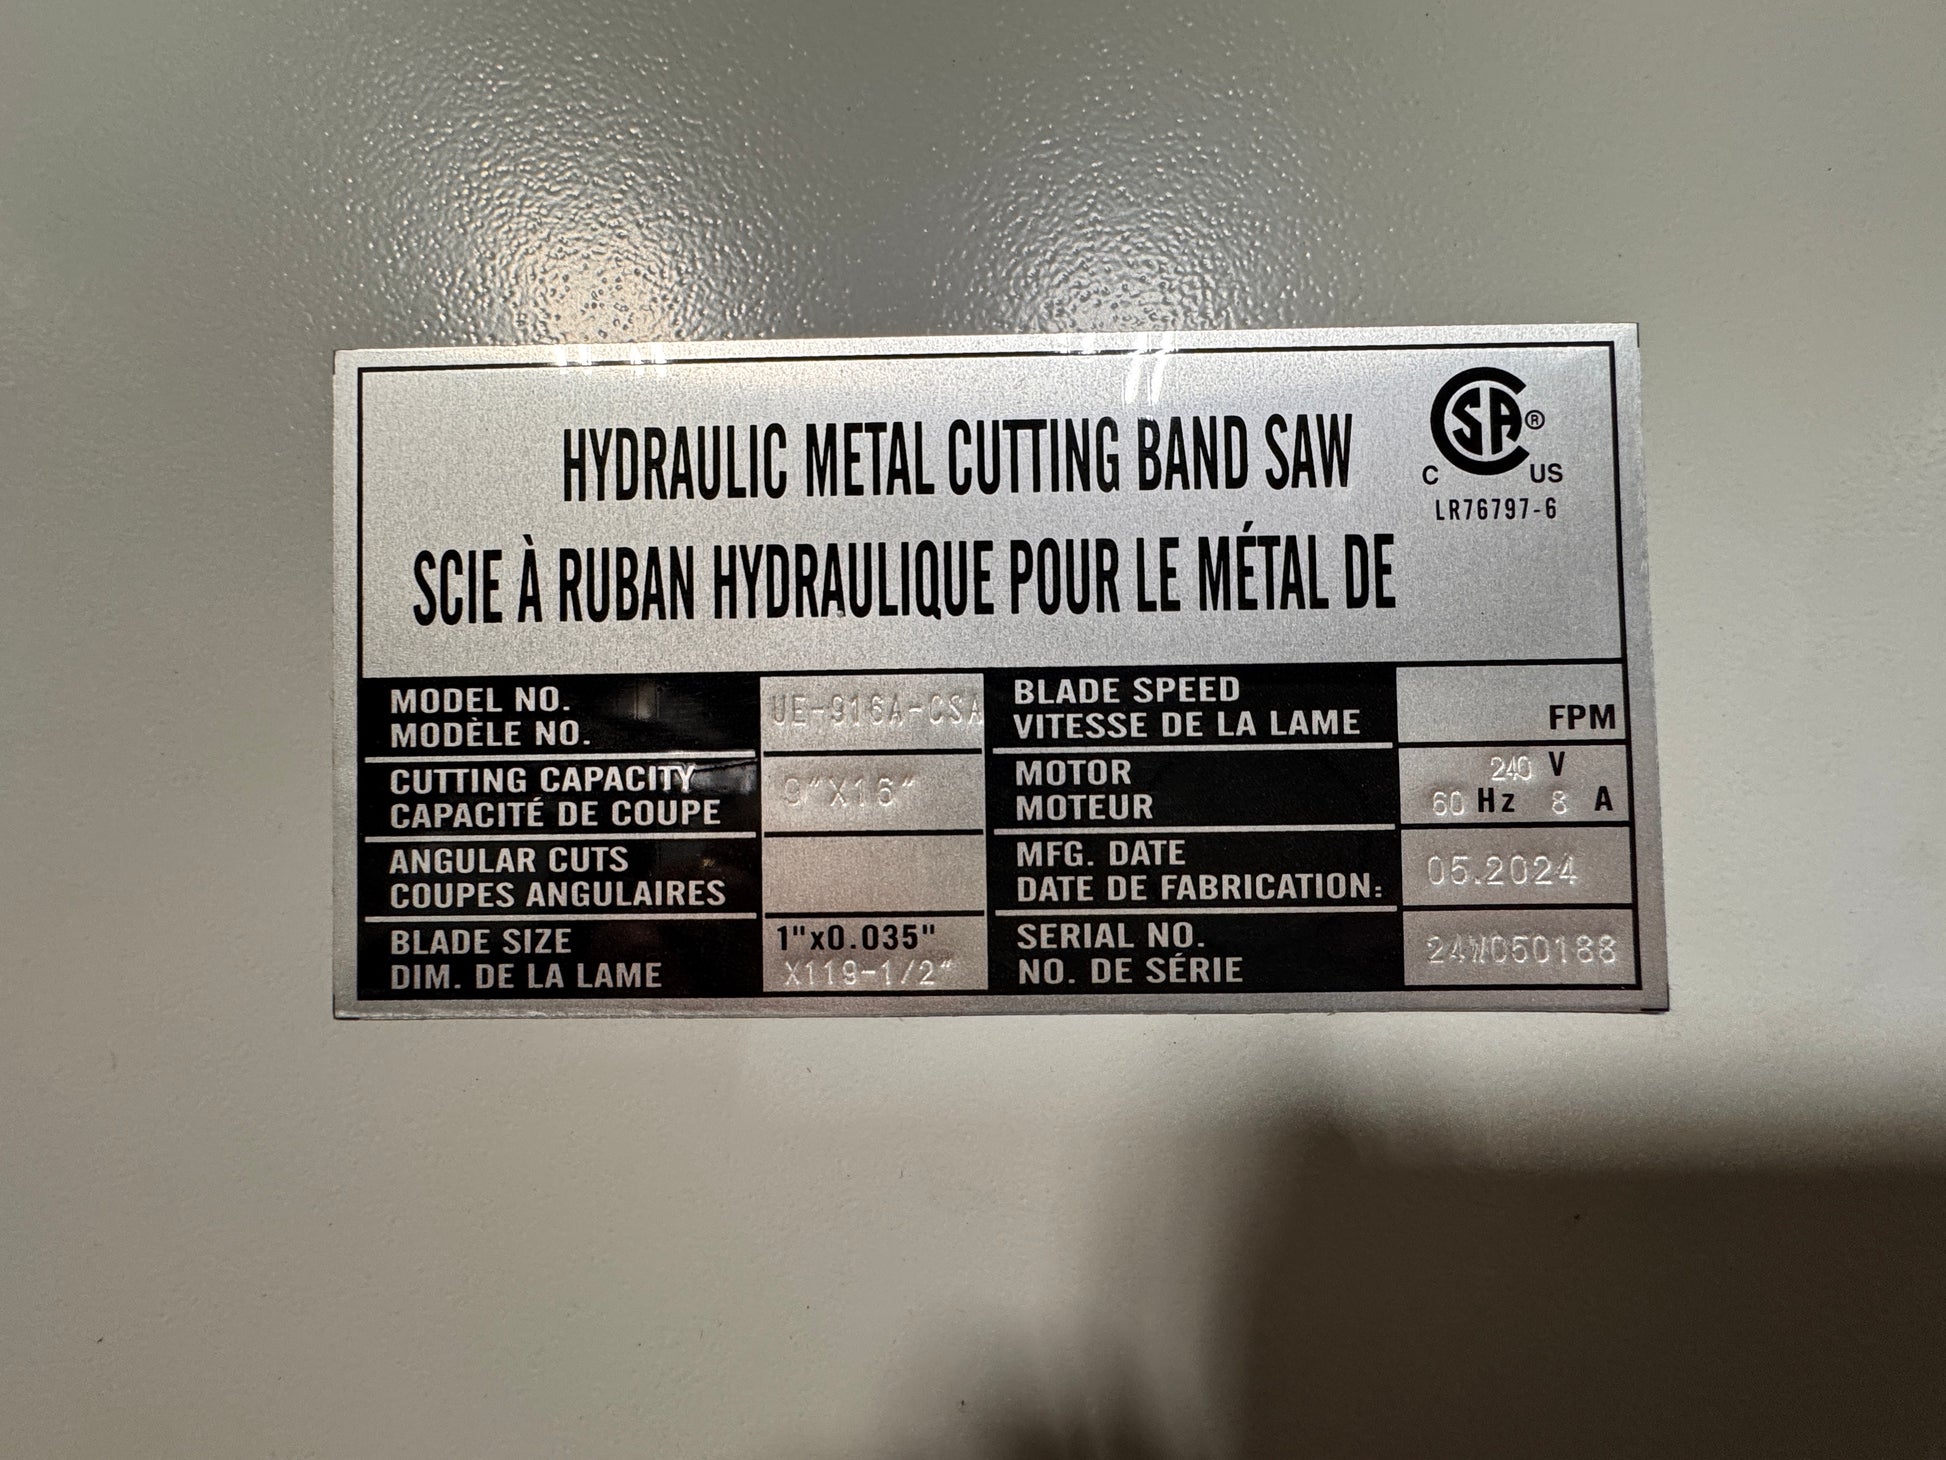 HYDRAULIC METAL CUTTING BAND SAW
SCIE À RUBAN HYDRAULIQUE POUR LE MÉTAL DE
CSA®
C US
LR76797-6
MODEL NO.
MODÈLE NO.
UE-916A-CSA
CUTTING CAPACITY
CAPACITÉ DE COUPE
9"X16"
ANGULAR CUTS
COUPES ANGULAIRES
BLADE SIZE
DIM. DE LA LAME
1"x0.035"
X119-1/2"
BLADE SPEED
VITESSE DE LA LAME
FPM
MOTOR
MOTEUR
240 V
60 Hz 8 A
MFG. DATE
DATE DE FABRICATION:
05.2024
SERIAL NO.
NO. DE SÉRIE
24W050188